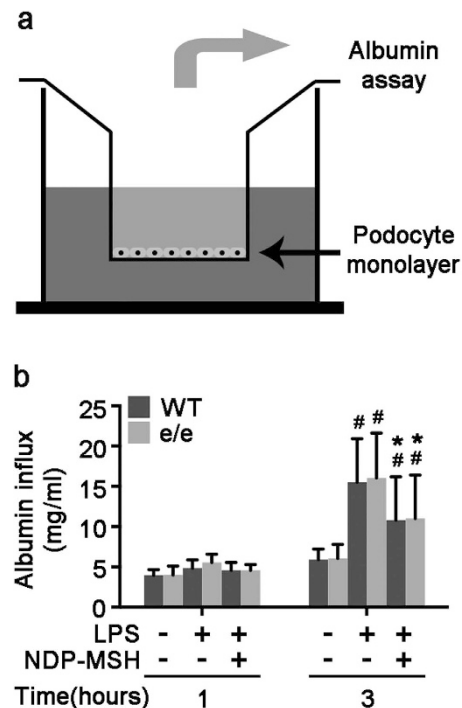 a
Albumin
assay
Podocyte
monolayer
b
WT
e/e
Albumin influx
(mg/ml)
25
20
15
10
5
0
# # * *
# #
LPS - + + - + +
NDP-MSH + +
Time(hours) 1 3